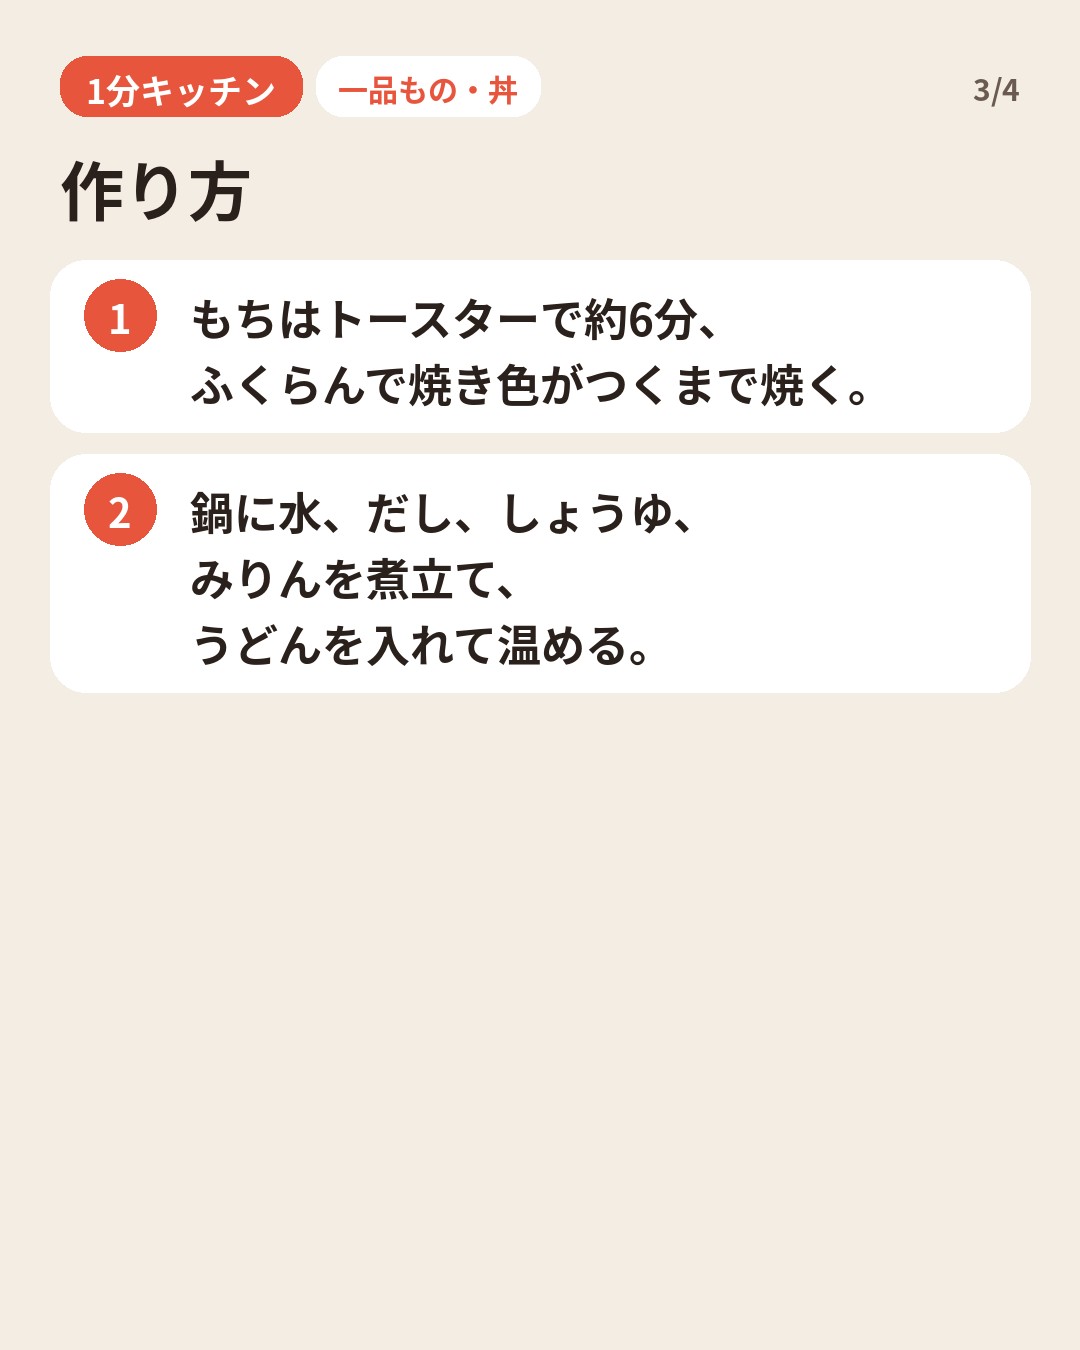 1分キッチン
一品もの・丼
3/4
作り方
1
もちはトースターで約6分、
ふくらんで焼き色がつくまで焼く。
2
鍋に水、だし、しょうゆ、
みりんを煮立て、
うどんを入れて温める。